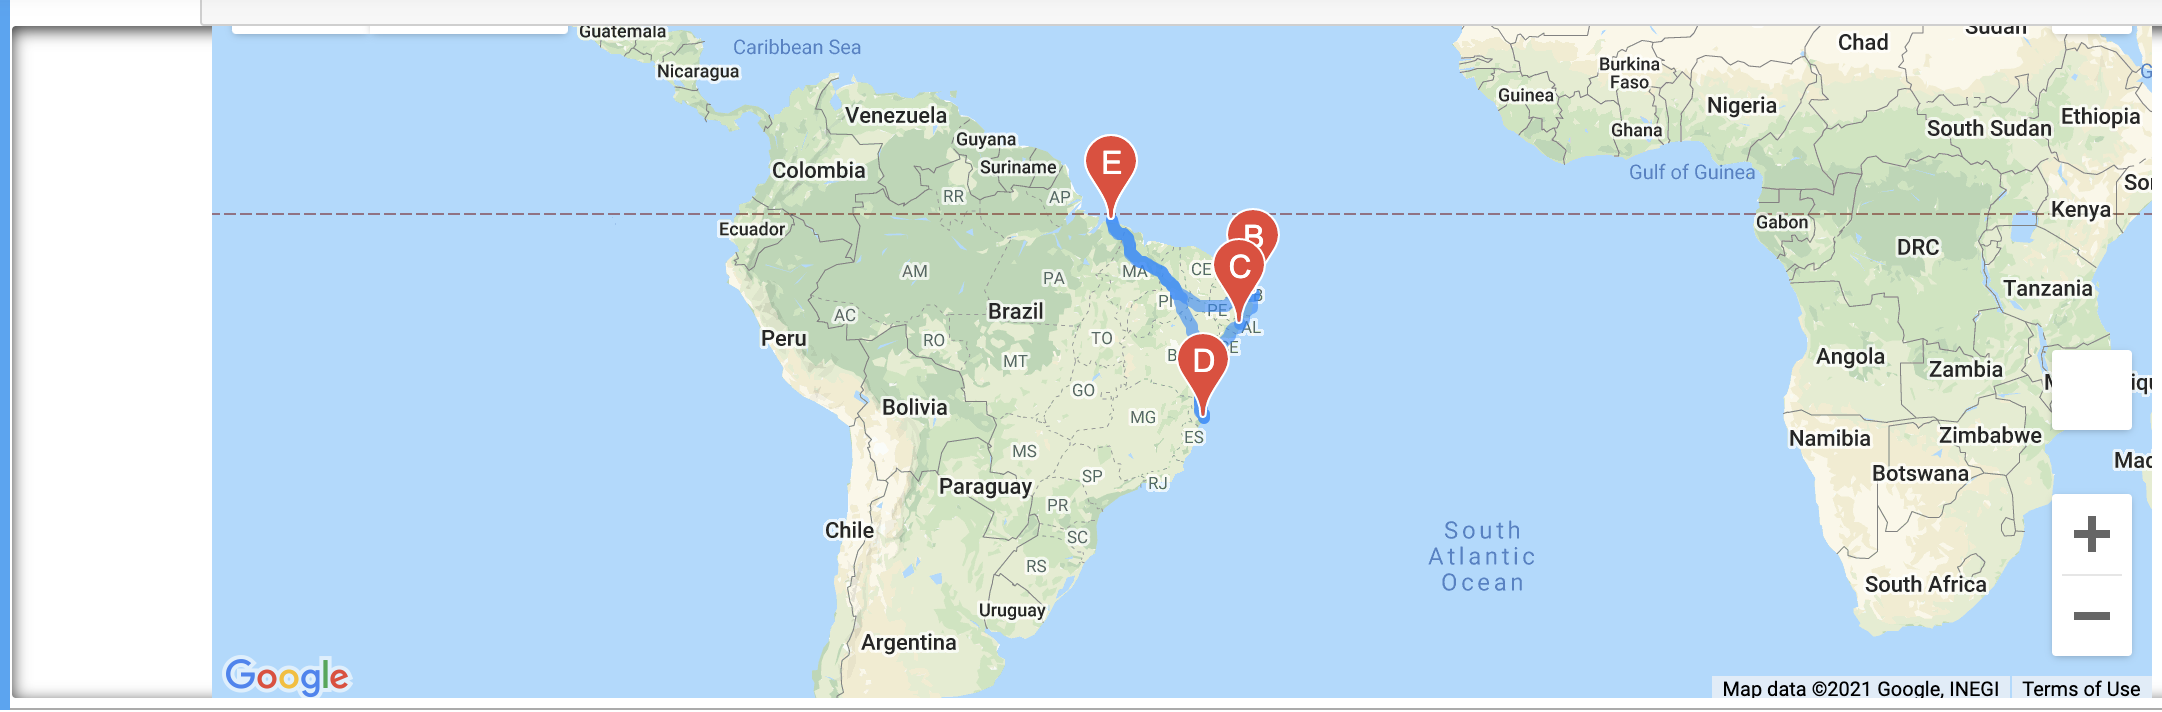 Guatemala
Caribbean Sea
Nicaragua
Venezuela
Guyana
Suriname
Colombia
RR
AP
Ecuador
AM
PA
MA
CE
PI
PE
AL
Brazil
AC
RO
TO
MT
Peru
GO
Bolivia
MG
ES
MS
SP
RJ
Paraguay
PR
SC
Chile
RS
Uruguay
Argentina
E
B
C
D
Chad
Sudan
Burkina
Faso
Guinea
Nigeria
Ghana
Ethiopia
South Sudan
Gulf of Guinea
Gabon
Kenya
DRC
Tanzania
Angola
Zambia
Namibia
Zimbabwe
Botswana
South Africa
South
Atlantic
Ocean
Google
Map data ©2021 Google, INEGI
Terms of Use